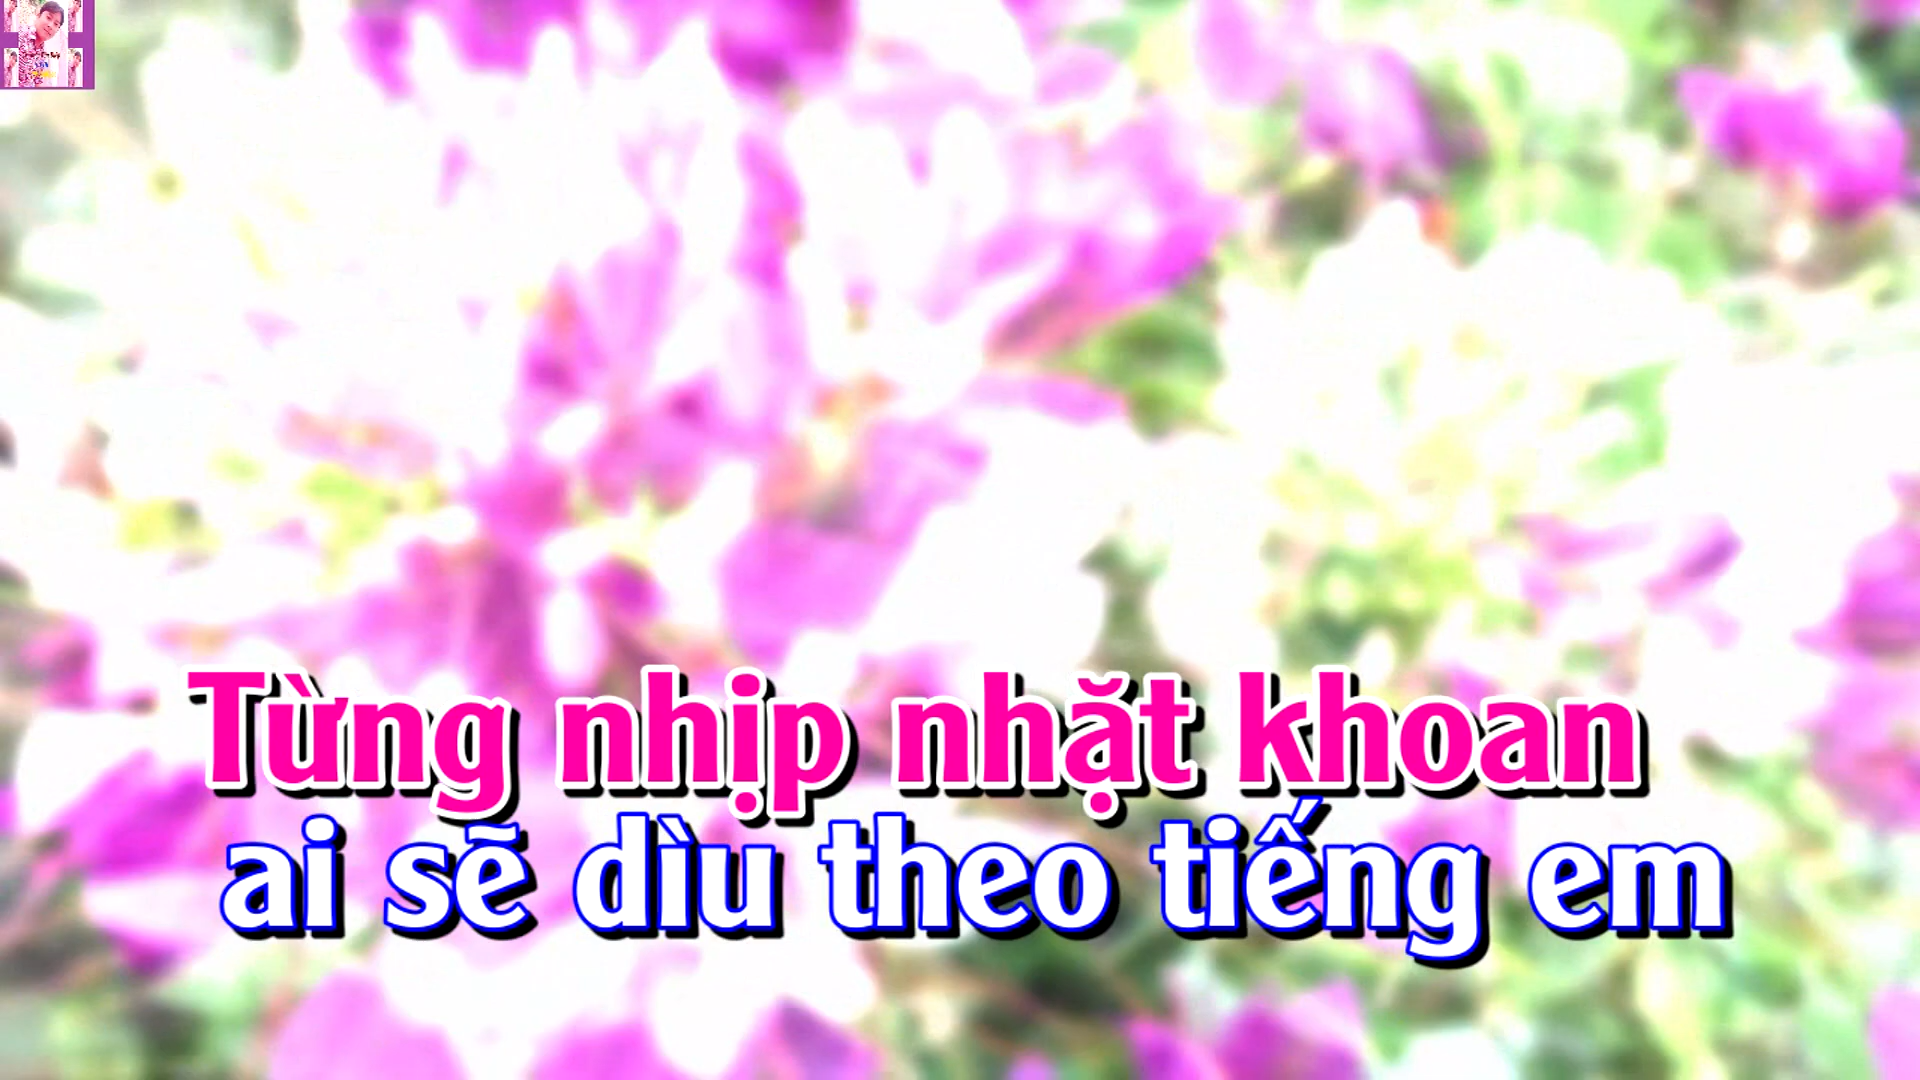 Từng nhịp nhặt khoan
ai sẽ dìu theo tiếng em